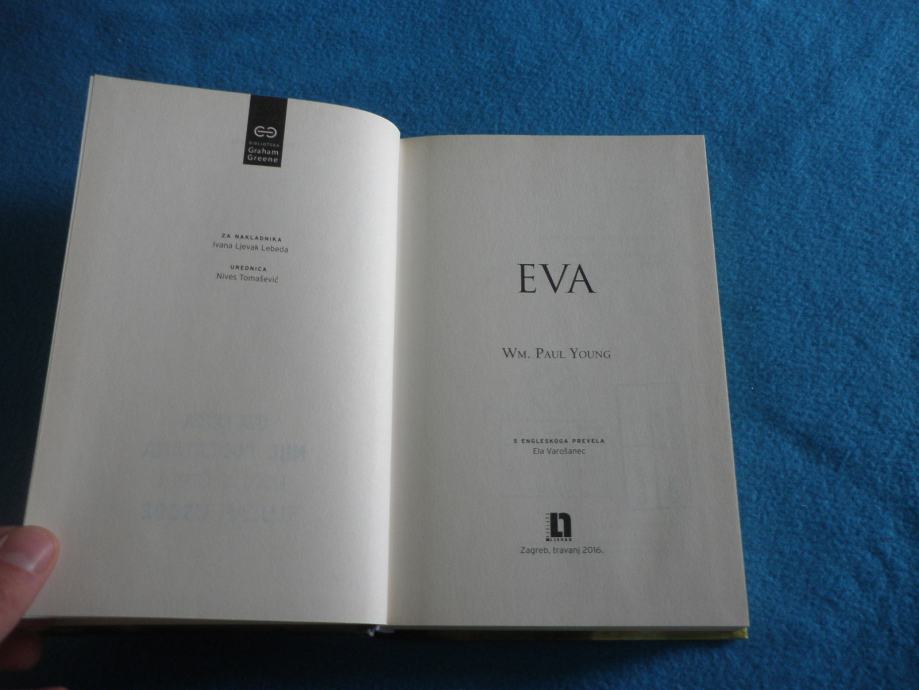 BIBLIOTEKA
Graham
Greene
ZA NAKLADNIKA
Ivana Ljevak Lebeda
UREDNICA
Nives Tomašević
EVA
Wm. Paul Young
S ENGLESKOGA PREVELA
Ela Varošanec
Zagreb, travanj 2016.